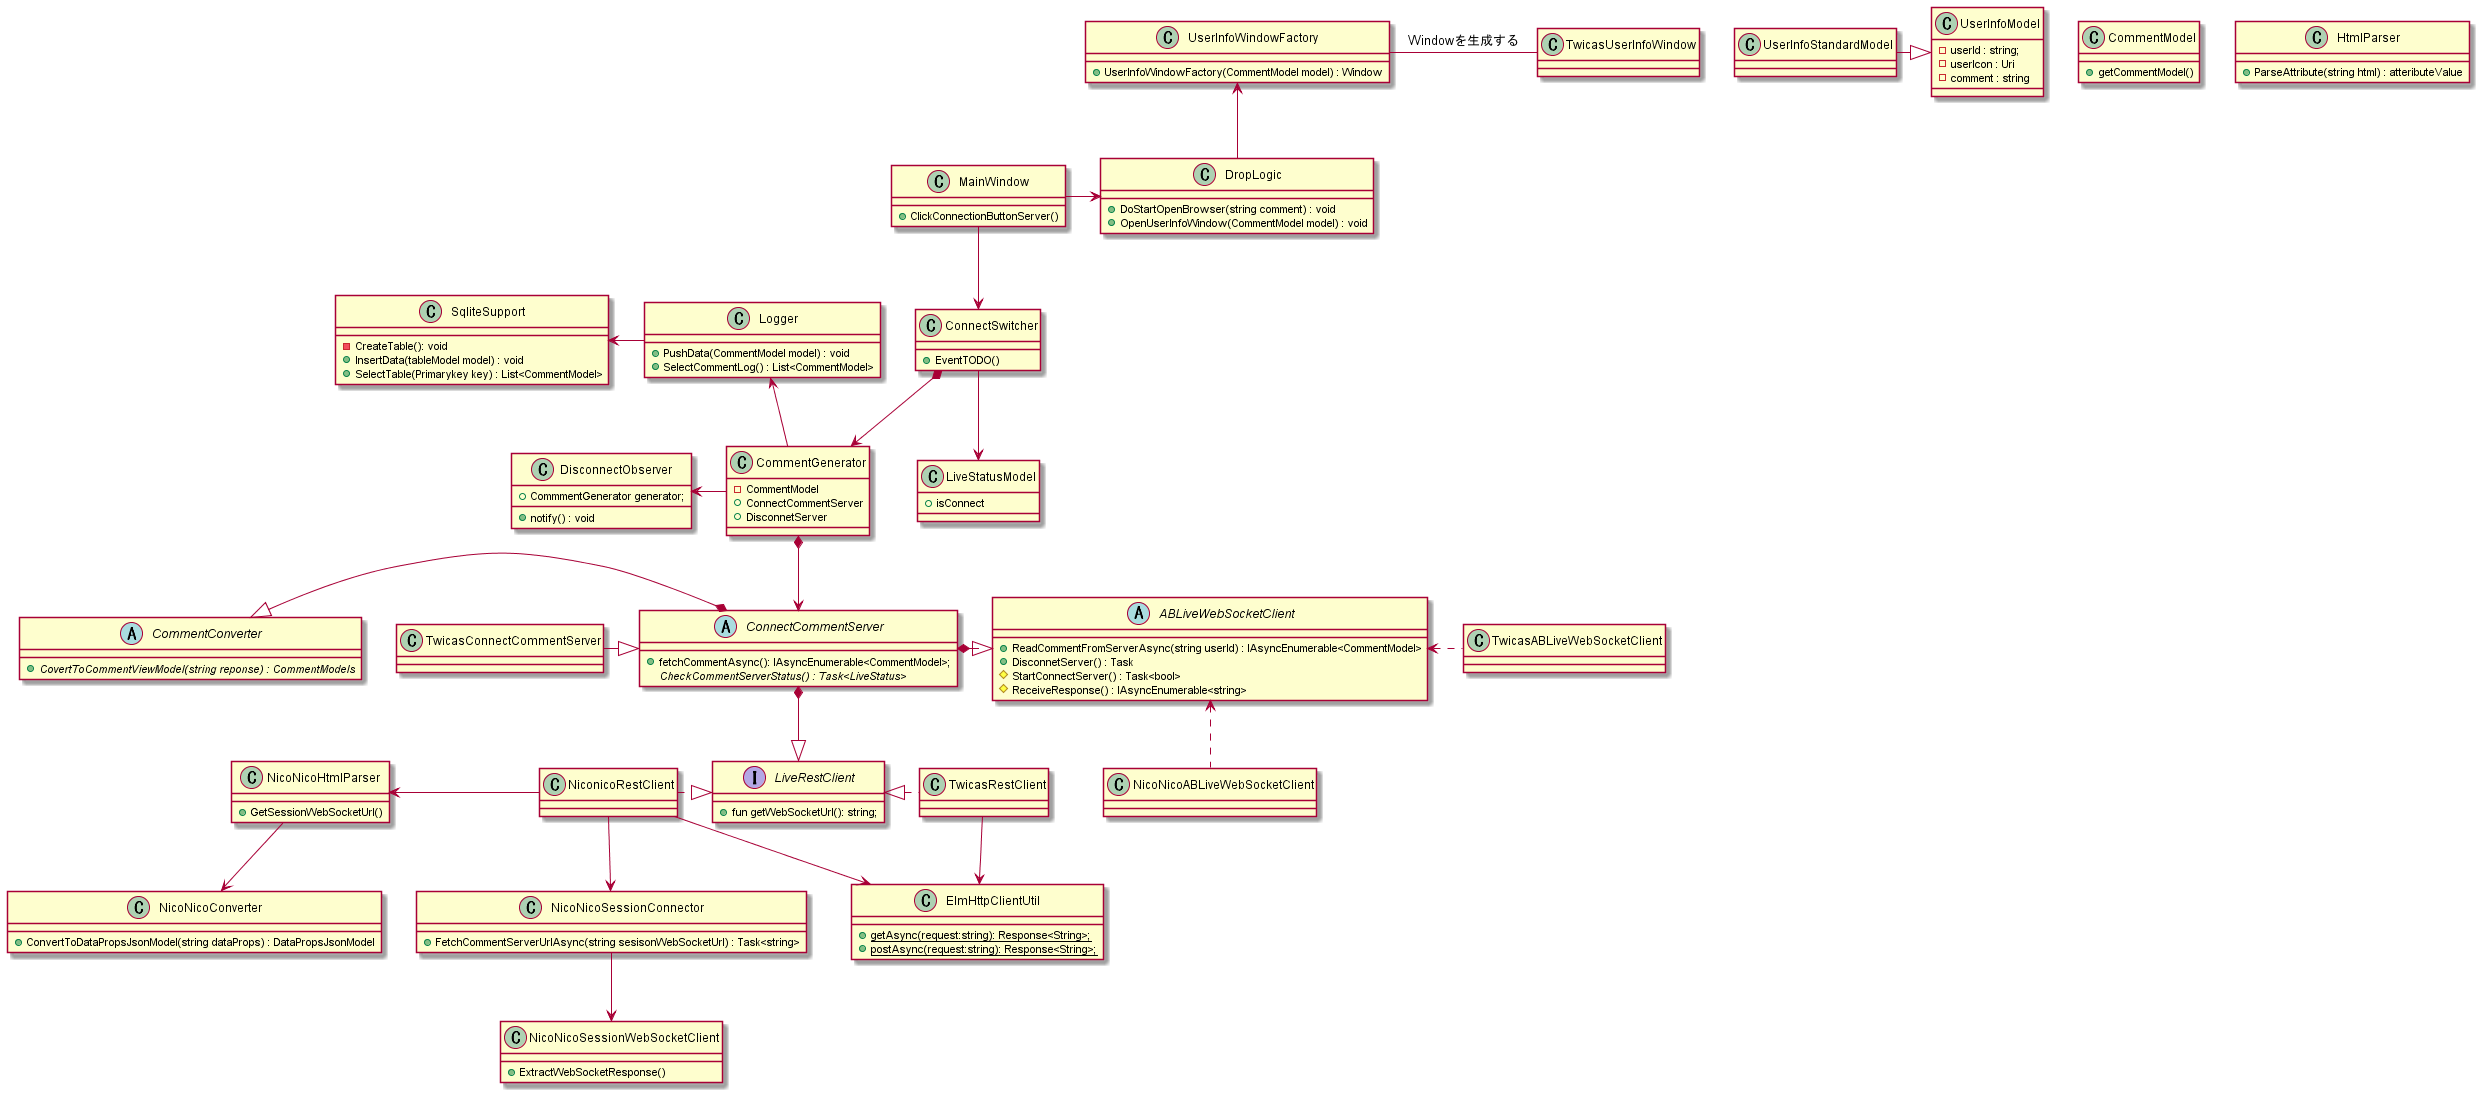 C UserInfoWindowFactory
UserInfoWindowFactory(CommentModel model) : Window
Windowを生成する
C TwicasUserInfoWindow
C UserInfoStandardModel
C UserInfoModel
userId : string;
userIcon : Uri
comment : string
C CommentModel
getCommentModel()
C HtmlParser
ParseAttribute(string html) : atteributeValue
C MainWindow
ClickConnectionButtonServer()
C DropLogic
DoStartOpenBrowser(string comment) : void
OpenUserInfoWindow(CommentModel model) : void
C SqliteSupport
CreateTable(): void
InsertData(tableModel model) : void
SelectTable(Primarykey key) : List<CommentModel>
C Logger
PushData(CommentModel model) : void
SelectCommentLog() : List<CommentModel>
C ConnectSwitcher
EventTODO()
C DisconnectObserver
CommmentGenerator generator;
notify() : void
C CommentGenerator
CommentModel
ConnectCommentServer
DisconnetServer
C LiveStatusModel
isConnect
A CommentConverter
CovertToCommentViewModel(string reponse) : CommentModels
C TwicasConnectCommentServer
A ConnectCommentServer
fetchCommentAsync(): IAsyncEnumerable<CommentModel>;
CheckCommentServerStatus() : Task<LiveStatus>
A ABLiveWebSocketClient
ReadCommentFromServerAsync(string userId) : IAsyncEnumerable<CommentModel>
DisconnetServer() : Task
StartConnectServer() : Task<bool>
ReceiveResponse() : IAsyncEnumerable<string>
C TwicasABLiveWebSocketClient
C NicoNicoHtmlParser
GetSessionWebSocketUrl()
C NiconicoRestClient
I LiveRestClient
fun getWebSocketUrl(): string;
C TwicasRestClient
C NicoNicoABLiveWebSocketClient
C NicoNicoConverter
ConvertToDataPropsJsonModel(string dataProps) : DataPropsJsonModel
C NicoNicoSessionConnector
FetchCommentServerUrlAsync(string sesisonWebSocketUrl) : Task<string>
C ElmHttpClientUtil
getAsync(request:string): Response<String>;
postAsync(request:string): Response<String>;
C NicoNicoSessionWebSocketClient
ExtractWebSocketResponse()